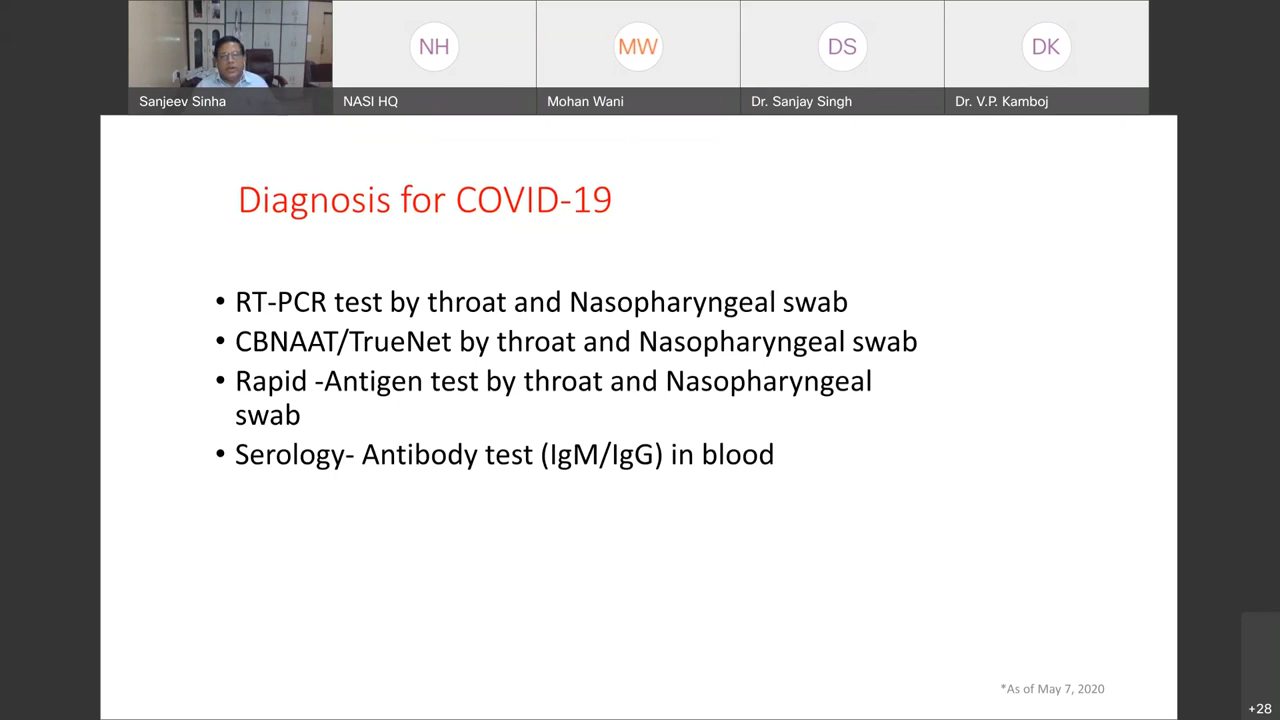 NH
MW
DS
DK
Sanjeev Sinha
NASI HQ
Mohan Wani
Dr. Sanjay Singh
Dr. V.P. Kamboj
Diagnosis for COVID-19
• RT-PCR test by throat and Nasopharyngeal swab
• CBNAAT/TrueNet by throat and Nasopharyngeal swab
• Rapid -Antigen test by throat and Nasopharyngeal
swab
• Serology- Antibody test (IgM/IgG) in blood
*As of May 7, 2020
+28